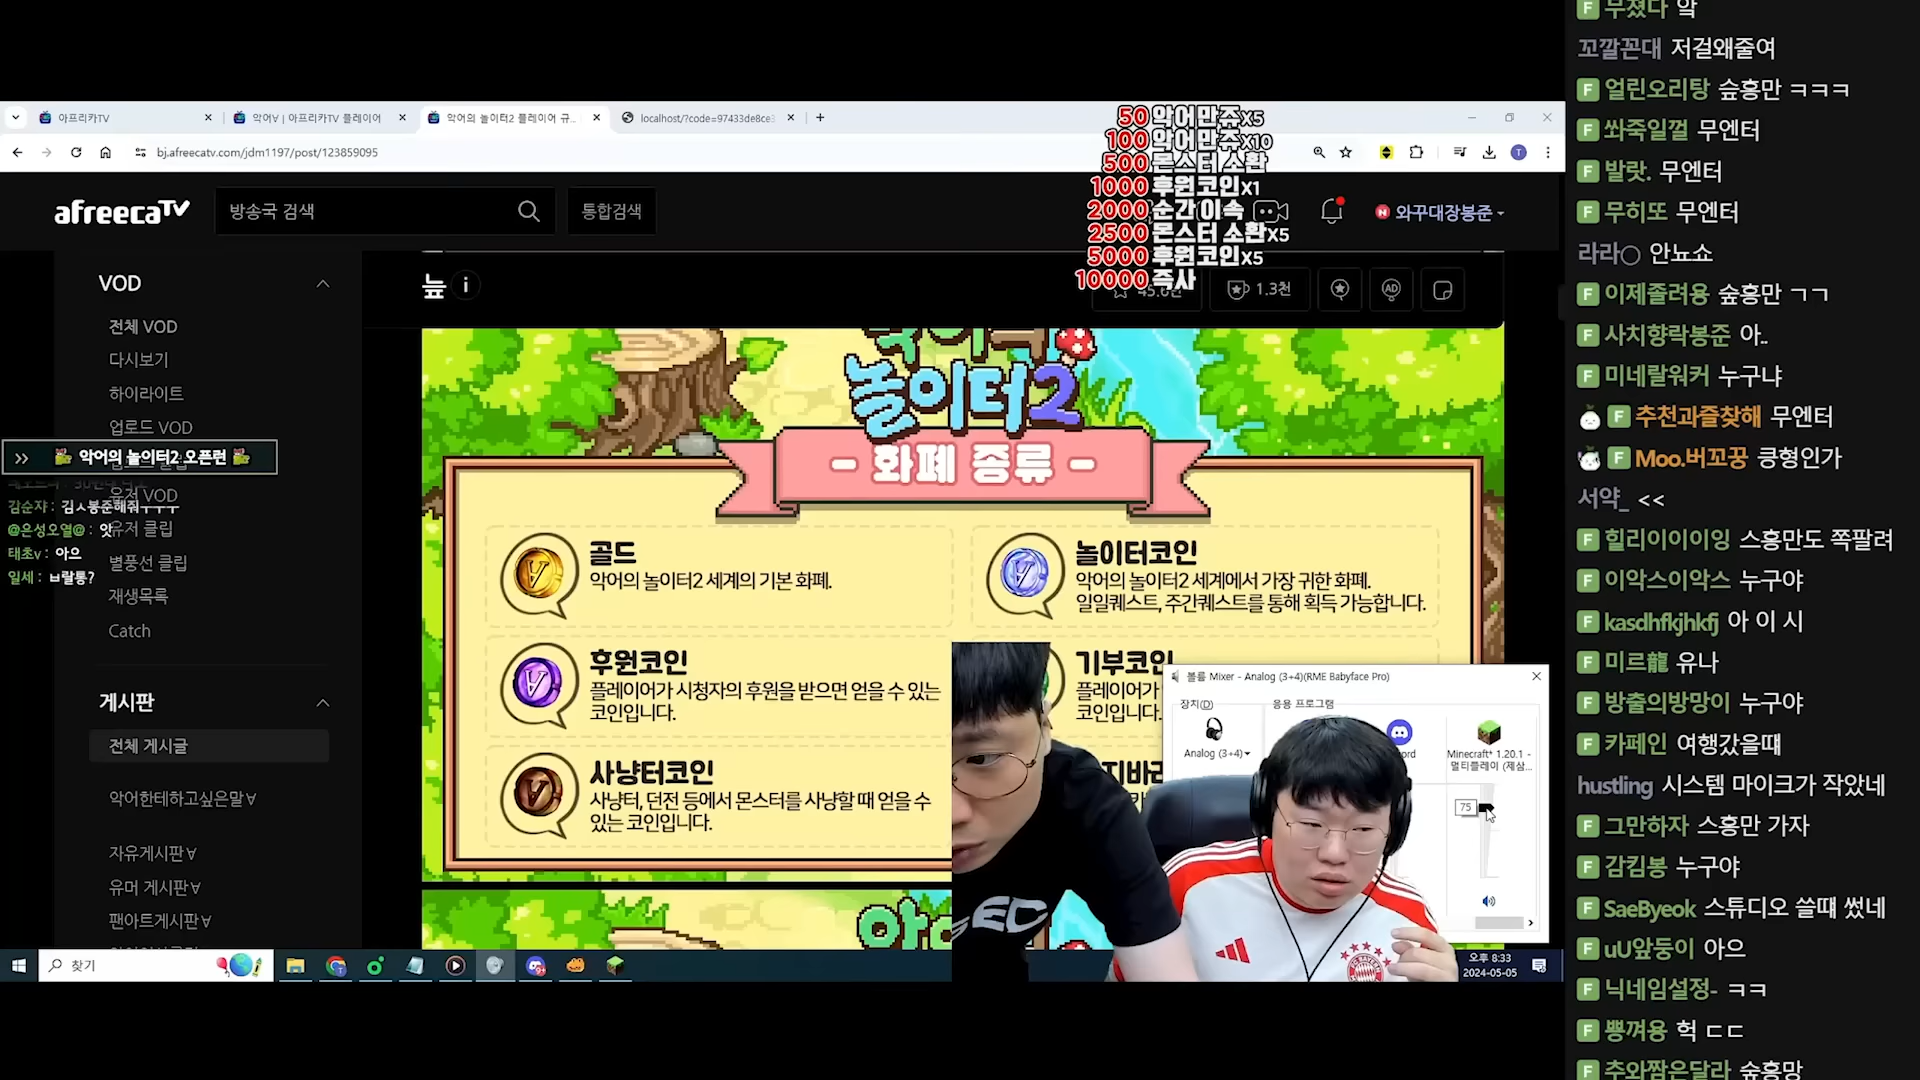 아프리카TV
악어∀ | 아프리카TV 플레이어
악어의 놀이터2 플레이어 규...
localhost/?code=97433de8ce3
bj.afreecatv.com/jdm1197/post/123859095
50 악어만주x5
100 악어만주x10
500 몬스터 소환
1000 후원코인x1
2000 순간이속
2500 몬스터 소환x5
5000 후원코인x5
10000 즉사
afreecaTV
방송국 검색
통합검색
와꾸대장봉준
VOD
전체 VOD
다시보기
하이라이트
업로드 VOD
유저 VOD
유저 클립
별풍선 클립
재생목록
Catch
게시판
전체 게시글
악어한테하고싶은말∀
자유게시판∀
유머 게시판∀
팬아트게시판∀
>> 악어의 놀이터2 오픈런
김순쟈 : 김ㅅ봉준해줘ㅜㅜㅜ
@은성오열@ : 앗
태초v : 아으
일세 : ㅂ랄통?
늎
1.3천
AD
놀이터2
- 화폐 종류 -
골드
악어의 놀이터2 세계의 기본 화폐.
놀이터코인
악어의 놀이터2 세계에서 가장 귀한 화폐.
일일퀘스트, 주간퀘스트를 통해 획득 가능합니다.
후원코인
플레이어가 시청자의 후원을 받으면 얻을 수 있는
코인입니다.
기부코인
플레이어가
코인입니다.
사냥터코인
사냥터, 던전 등에서 몬스터를 사냥할 때 얻을 수
있는 코인입니다.
볼륨 Mixer - Analog (3+4)(RME Babyface Pro)
장치(D)
응용 프로그램
Analog (3+4)
Minecraft* 1.20.1 -
멀티플레이 (제삼...
75
찾기
오후 8:33
2024-05-05
무쳤다 앜
꼬깔꼰대 저걸왜줄여
얼린오리탕 숲홍만 ㅋㅋㅋ
쏴죽일껄 무엔터
발랏. 무엔터
무히또 무엔터
라라○ 안뇨쇼
이제졸려용 숲홍만 ㄱㄱ
사치향락봉준 아..
미네랄워커 누구냐
추천과즐찾해 무엔터
Moo.버꼬꿍 킁형인가
서약_ <<
힐리이이이잉 스홍만도 쪽팔려
이악스이악스 누구야
kasdhfkjhkfj 아 이 시
미르龍 유나
방출의방망이 누구야
카페인 여행갔을떄
hustling 시스템 마이크가 작았네
그만하자 스홍만 가자
감킴봉 누구야
SaeByeok 스튜디오 쓸때 썼네
uU앞둥이 아으
닉네임설정- ㅋㅋ
뿡껴용 헉 ㄷㄷ
추와짬은달라 숲홍망